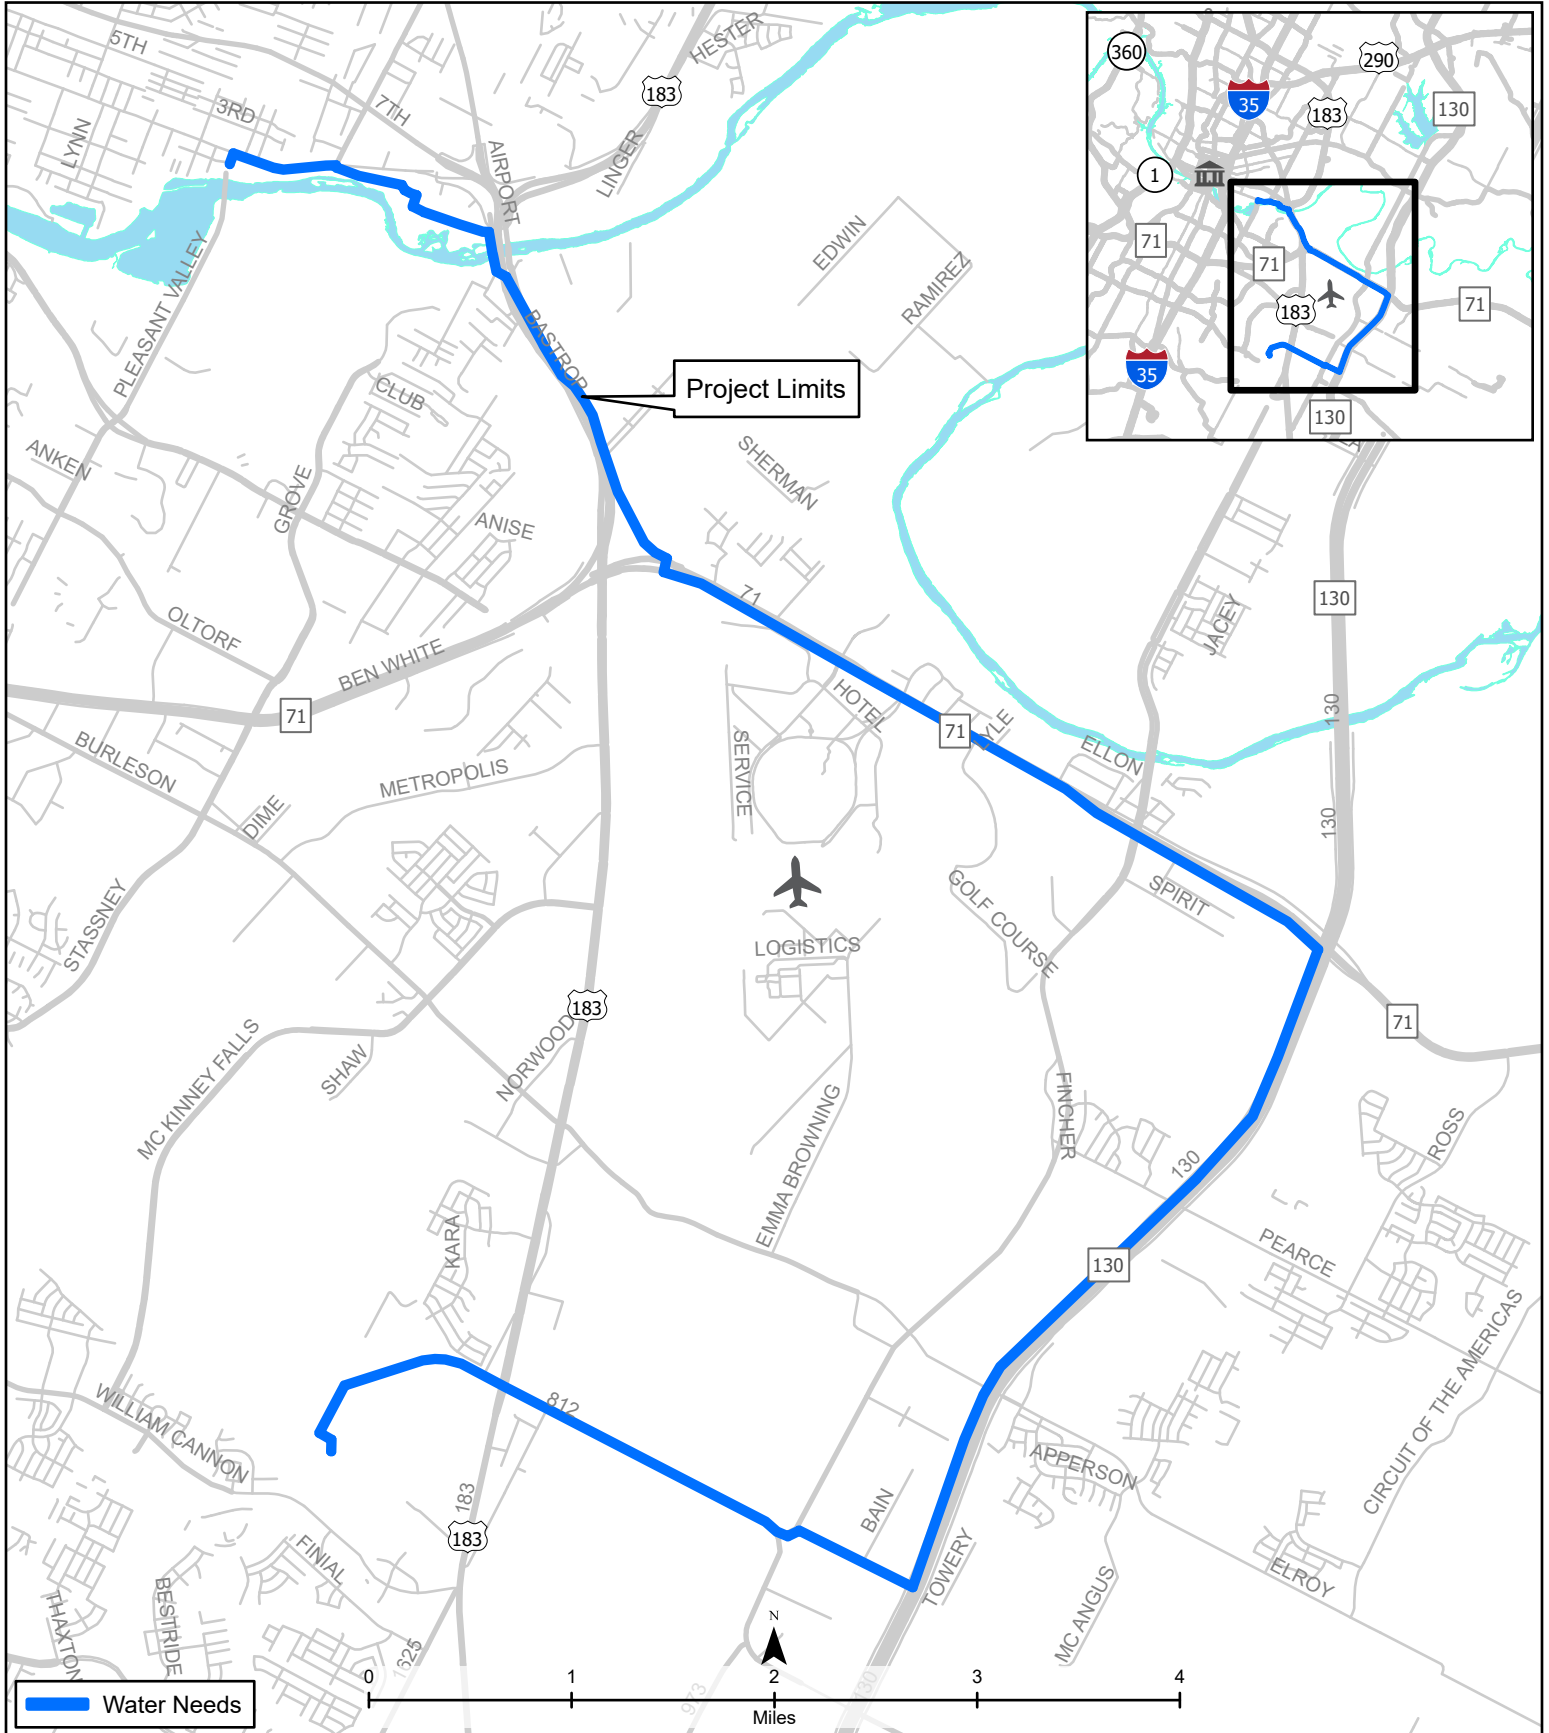 5TH
HESTER
183
7TH
3RD
LYNN
LINGER
AIRPORT
360
290
35
183
130
1
71
71
183
71
35
130
PLEASANT VALLEY
EDWIN
RAMIREZ
BASTROP
Project Limits
CLUB
SHERMAN
ANKEN
GROVE
ANISE
71
130
JACEY
OLTORF
BEN WHITE
71
HOTEL
71
LYLE
130
ELLON
BURLESON
METROPOLIS
SERVICE
DIME
130
SPIRIT
GOLF COURSE
STASSNEY
LOGISTICS
183
71
NORWOOD
MC KINNEY FALLS
SHAW
FINCHER
ROSS
EMMA BROWNING
130
KARA
PEARCE
130
CIRCUIT OF THE AMERICAS
WILLIAM CANNON
812
APPERSON
183
BAIN
183
FINIAL
TOWERY
ELROY
BESTRIDE
THAXTON
MC ANGUS
N
1625
973
130
0 1 2 3 4
Miles
Water Needs